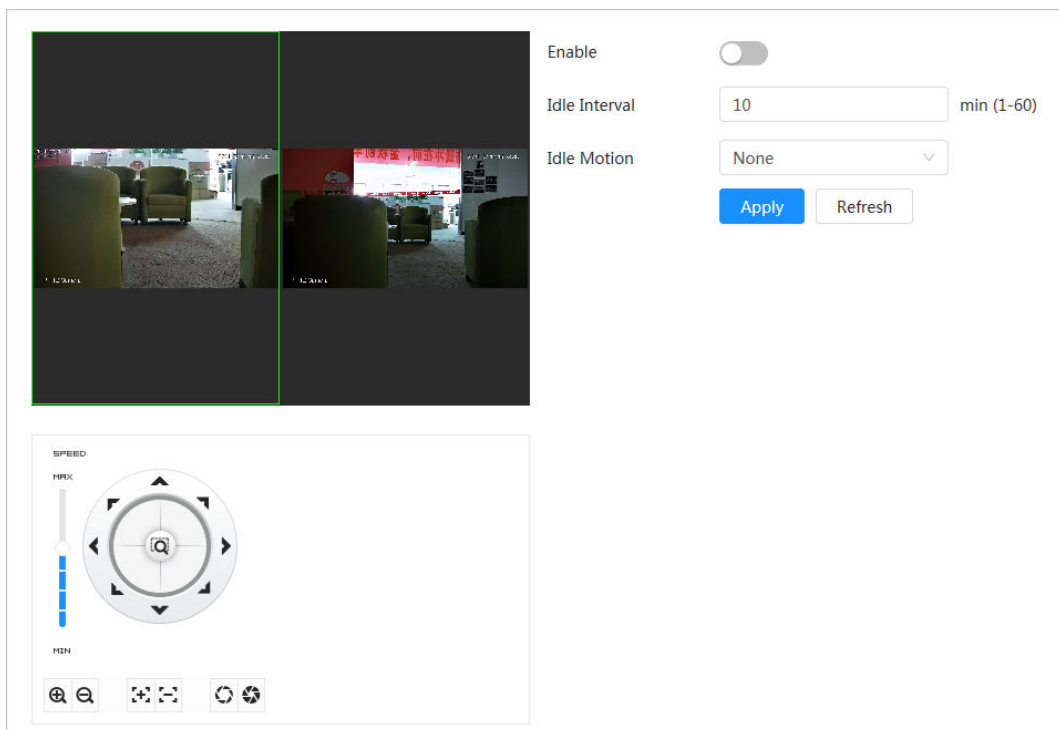 Enable
Idle Interval
10
min (1-60)
Idle Motion
None
Apply
Refresh
SPEED
MAX
MIN